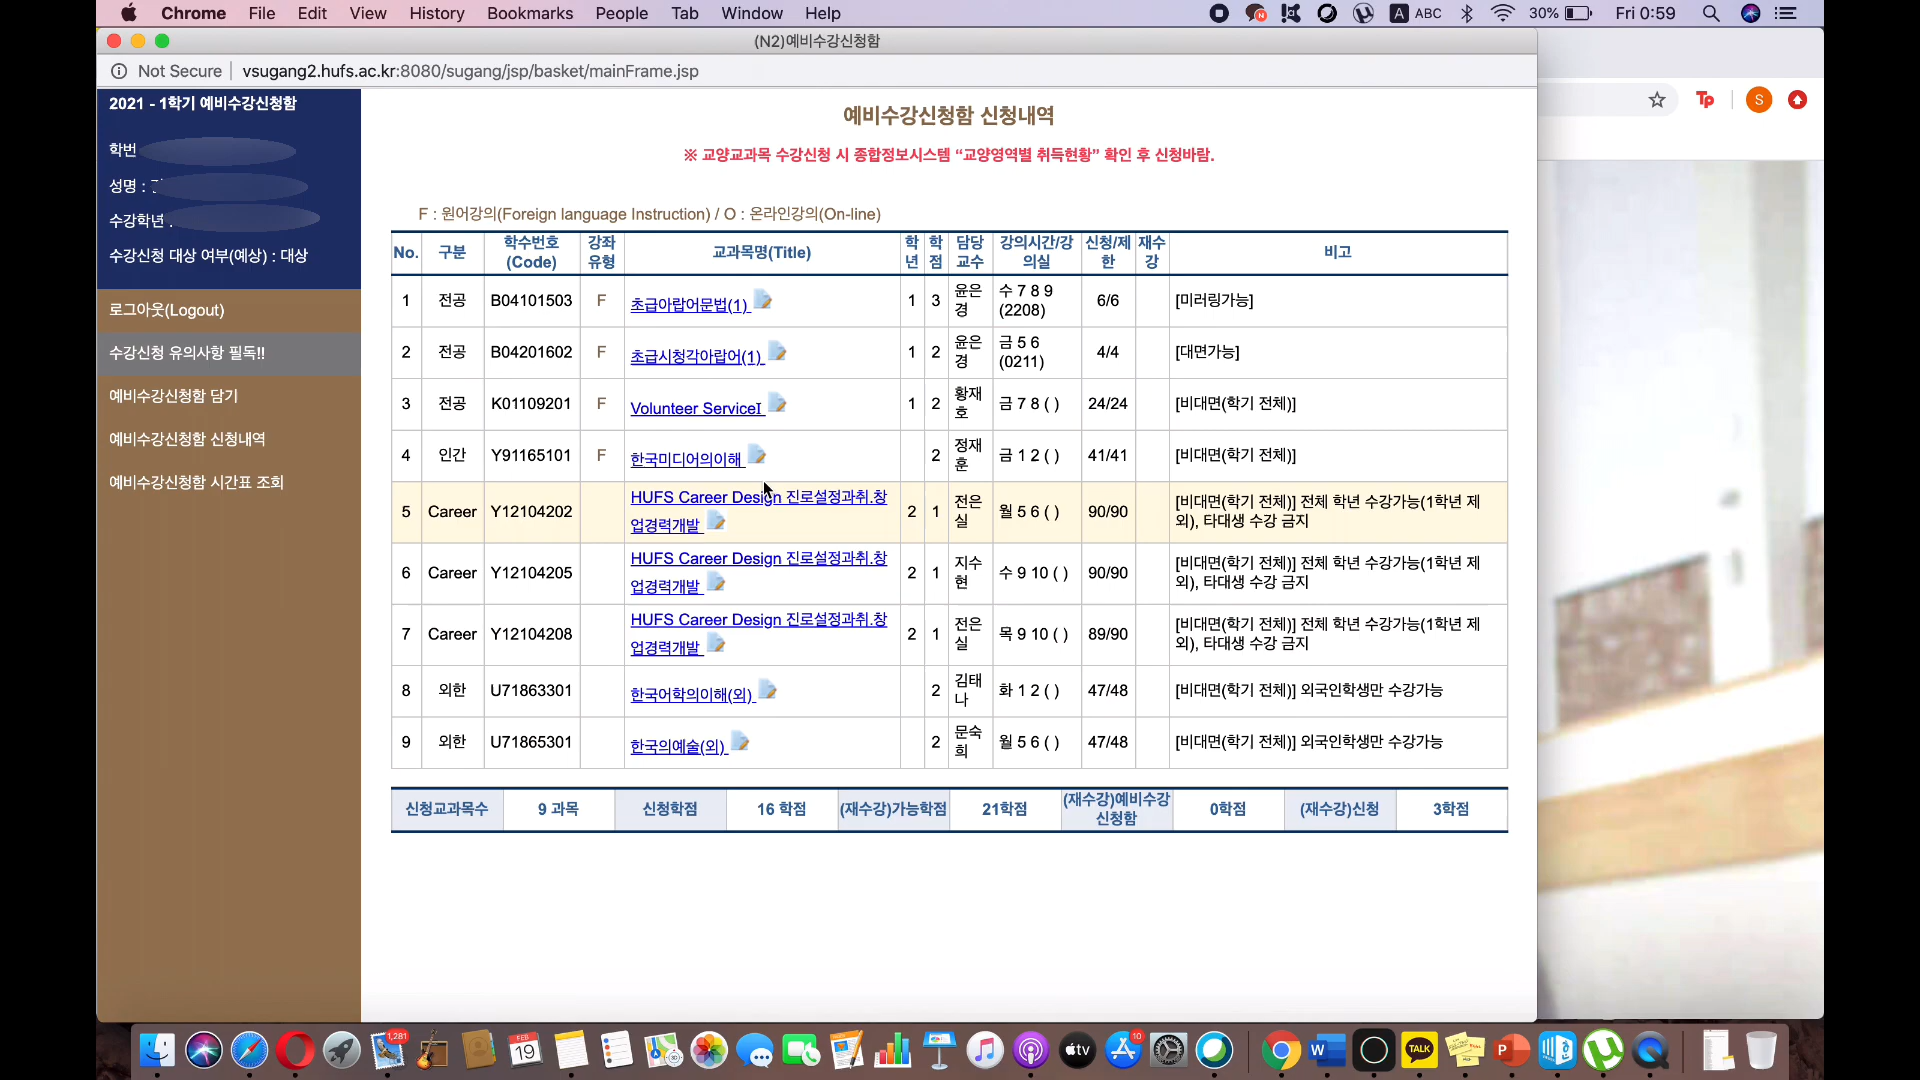 Chrome File Edit View History Bookmarks People Tab Window Help
A ABC 30% Fri 0:59
(N2)예비수강신청함
Not Secure vsugang2.hufs.ac.kr:8080/sugang/jsp/basket/mainFrame.jsp
2021 - 1학기 예비수강신청함
학번
성명 :
수강학년 :
수강신청 대상 여부(예상) : 대상
로그아웃(Logout)
수강신청 유의사항 필독!!
예비수강신청함 담기
예비수강신청함 신청내역
예비수강신청함 시간표 조회
예비수강신청함 신청내역
※ 교양교과목 수강신청 시 종합정보시스템 “교양영역별 취득현황” 확인 후 신청바람.
F : 원어강의(Foreign language Instruction) / O : 온라인강의(On-line)
No. 구분 학수번호(Code) 강좌유형 교과목명(Title) 학년 학점 담당교수 강의시간/강의실 신청/제한 재수강 비고
1 전공 B04101503 F 초급아랍어문법(1) 1 3 윤은경 수 7 8 9 (2208) 6/6 [미러링가능]
2 전공 B04201602 F 초급시청각아랍어(1) 1 2 윤은경 금 5 6 (0211) 4/4 [대면가능]
3 전공 K01109201 F Volunteer ServiceI 1 2 황재호 금 7 8 ( ) 24/24 [비대면(학기 전체)]
4 인간 Y91165101 F 한국미디어의이해 2 정재훈 금 1 2 ( ) 41/41 [비대면(학기 전체)]
5 Career Y12104202 HUFS Career Design 진로설정과취.창업경력개발 2 1 전은실 월 5 6 ( ) 90/90 [비대면(학기 전체)] 전체 학년 수강가능(1학년 제외), 타대생 수강 금지
6 Career Y12104205 HUFS Career Design 진로설정과취.창업경력개발 2 1 지수현 수 9 10 ( ) 90/90 [비대면(학기 전체)] 전체 학년 수강가능(1학년 제외), 타대생 수강 금지
7 Career Y12104208 HUFS Career Design 진로설정과취.창업경력개발 2 1 전은실 목 9 10 ( ) 89/90 [비대면(학기 전체)] 전체 학년 수강가능(1학년 제외), 타대생 수강 금지
8 외한 U71863301 한국어학의이해(외) 2 김태나 화 1 2 ( ) 47/48 [비대면(학기 전체)] 외국인학생만 수강가능
9 외한 U71865301 한국의예술(외) 2 문숙희 월 5 6 ( ) 47/48 [비대면(학기 전체)] 외국인학생만 수강가능
신청교과목수 9 과목 신청학점 16 학점 (재수강)가능학점 21학점 (재수강)예비수강신청함 0학점 (재수강)신청 3학점
Tp S
1,281 FEB 19 tv 10 W TALK P